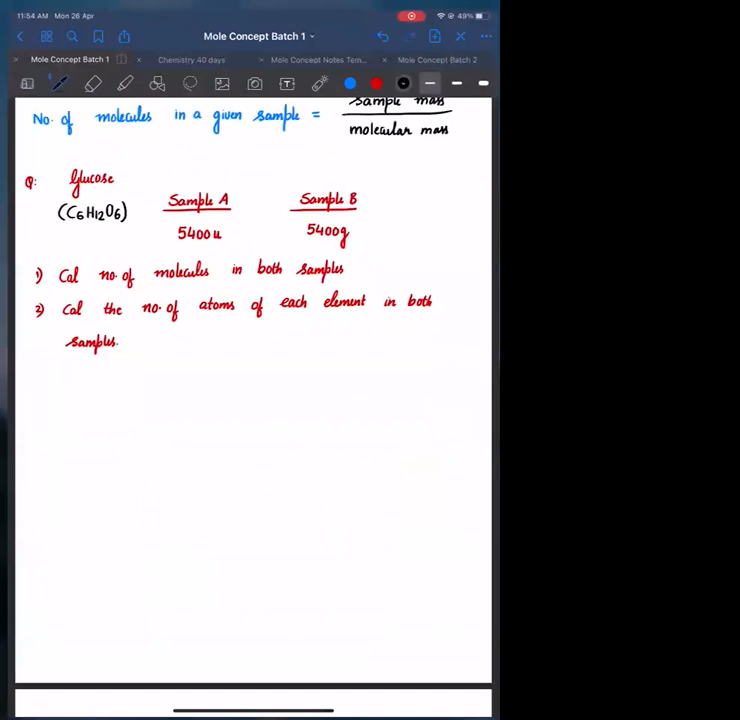 11:54 AM Mon 26 Apr
49%
Mole Concept Batch 1
Mole Concept Batch 1
Chemistry 40 days
Mole Concept Notes Tem...
Mole Concept Batch 2
No. of molecules in a given sample = sample mass
molecular mass
Q: Glucose
(C6H12O6)
Sample A
Sample B
5400u
5400g
1) Cal no. of molecules in both samples
2) Cal the no. of atoms of each element in both
samples.